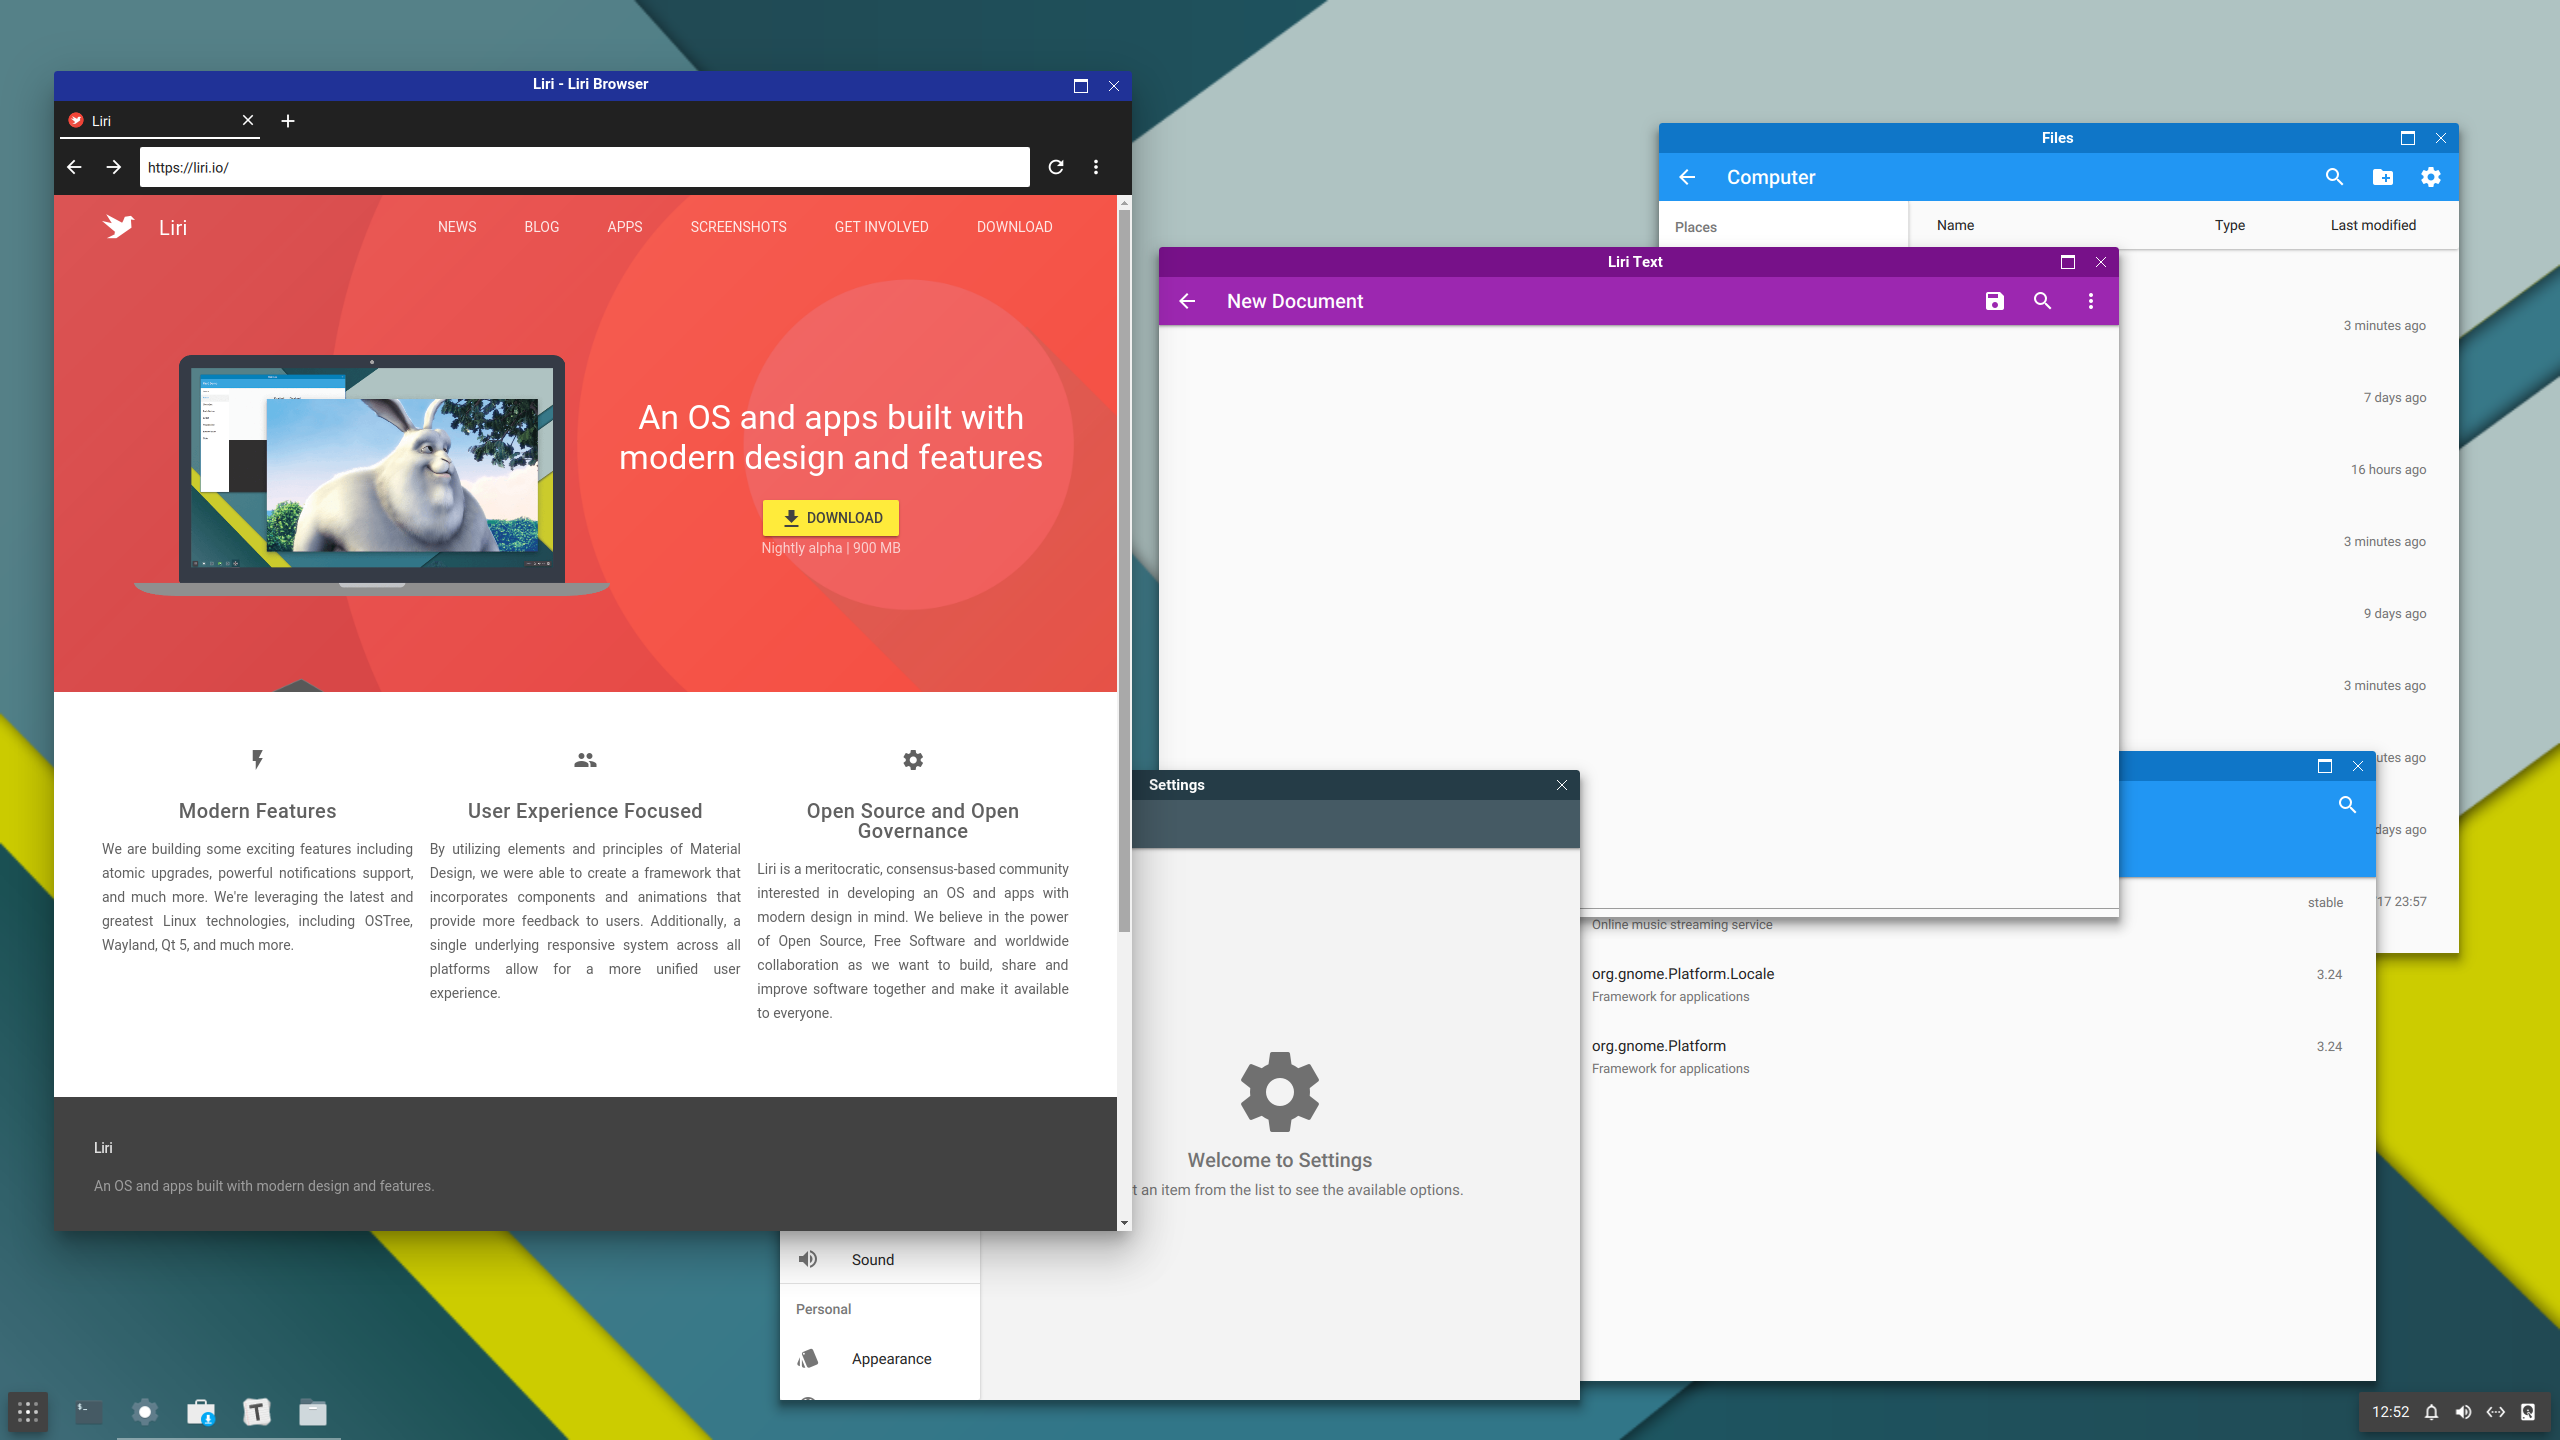 Liri - Liri Browser
Liri
https://liri.io/
Liri
NEWS
BLOG
APPS
SCREENSHOTS
GET INVOLVED
DOWNLOAD
An OS and apps built with
modern design and features
DOWNLOAD
Nightly alpha | 900 MB
Modern Features
We are building some exciting features including
atomic upgrades, powerful notifications support,
and much more. We're leveraging the latest and
greatest Linux technologies, including OSTree,
Wayland, Qt 5, and much more.
User Experience Focused
By utilizing elements and principles of Material
Design, we were able to create a framework that
incorporates components and animations that
provide more feedback to users. Additionally, a
single underlying responsive system across all
platforms allow for a more unified user
experience.
Open Source and Open
Governance
Liri is a meritocratic, consensus-based community
interested in developing an OS and apps with
modern design in mind. We believe in the power
of Open Source, Free Software and worldwide
collaboration as we want to build, share and
improve software together and make it available
to everyone.
Liri
An OS and apps built with modern design and features.
Files
Computer
Places
Name
Type
Last modified
3 minutes ago
7 days ago
16 hours ago
3 minutes ago
9 days ago
3 minutes ago
utes ago
days ago
17 23:57
Liri Text
New Document
Settings
Welcome to Settings
t an item from the list to see the available options.
Sound
Personal
Appearance
stable
Online music streaming service
org.gnome.Platform.Locale
3.24
Framework for applications
org.gnome.Platform
3.24
Framework for applications
$_
T
12:52